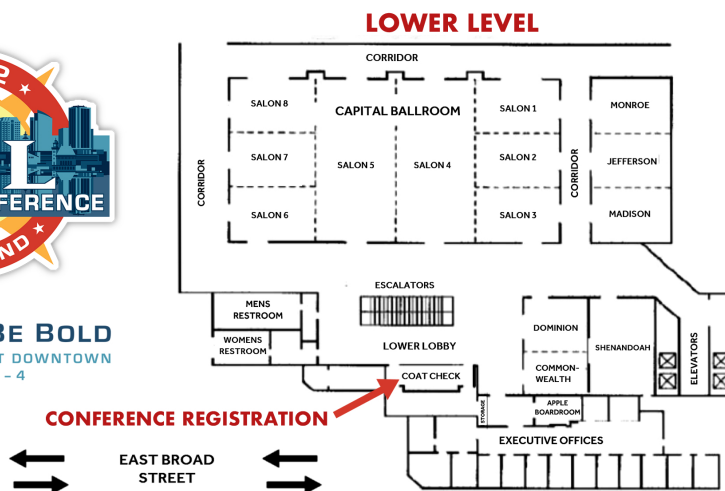 LOWER LEVEL
CORRIDOR
SALON 8
CAPITAL BALLROOM
SALON 1
MONROE
SALON 7
SALON 5
SALON 4
SALON 2
JEFFERSON
CORRIDOR
CORRIDOR
SALON 6
SALON 3
MADISON
FERENCE
ND
ESCALATORS
MENS
RESTROOM
WOMENS
RESTROOM
LOWER LOBBY
DOMINION
SHENANDOAH
ELEVATORS
COMMON-
WEALTH
COAT CHECK
BE BOLD
T DOWNTOWN
– 4
CONFERENCE REGISTRATION
STORAGE
APPLE
BOARDROOM
EXECUTIVE OFFICES
EAST BROAD
STREET